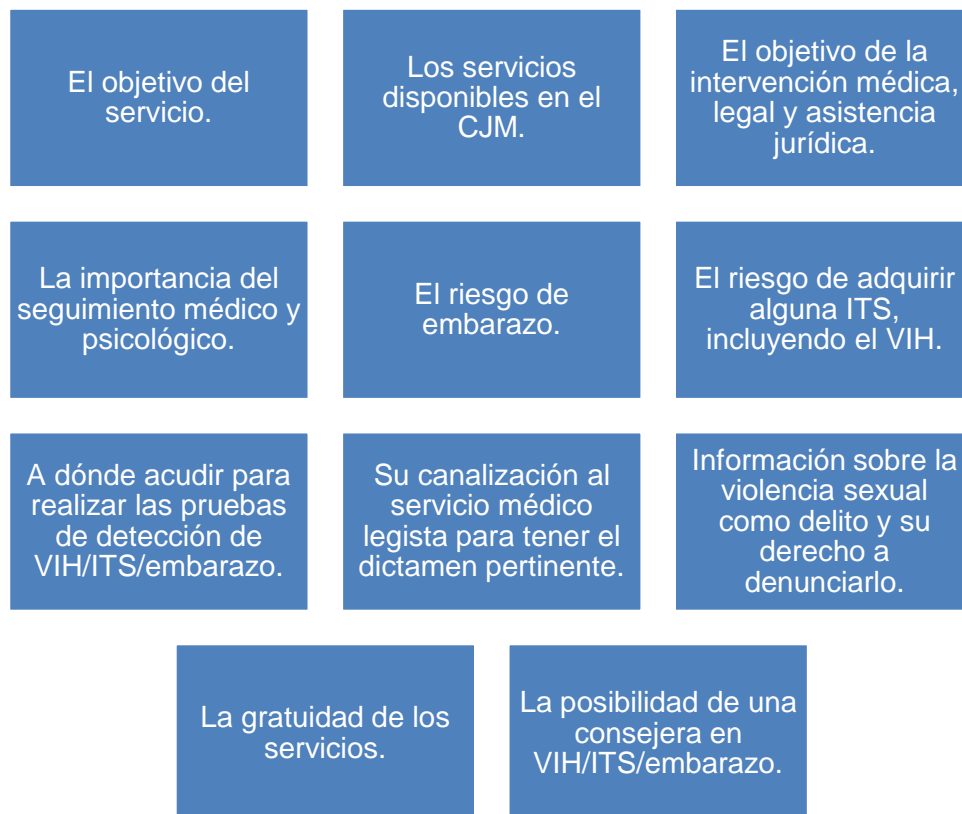 El objetivo del
servicio.
Los servicios
disponibles en el
CJM.
El objetivo de la
intervención médica,
legal y asistencia
jurídica.
La importancia del
seguimiento médico y
psicológico.
El riesgo de
embarazo.
El riesgo de adquirir
alguna ITS,
incluyendo el VIH.
A dónde acudir para
realizar las pruebas
de detección de
VIH/ITS/embarazo.
Su canalización al
servicio médico
legista para tener el
dictamen pertinente.
Información sobre la
violencia sexual
como delito y su
derecho a
denunciarlo.
La gratuidad de los
servicios.
La posibilidad de una
consejera en
VIH/ITS/embarazo.